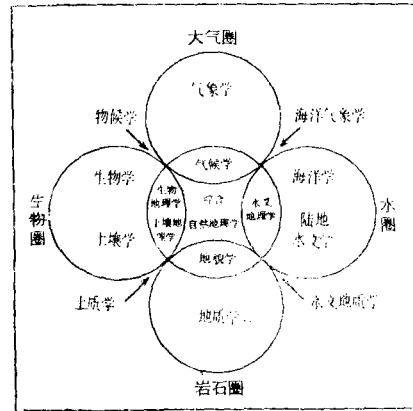 大气圈
气象学
物候学
海洋气象学
气候学
生物学
海洋学
生物
地理学
综合
自然地理学
水文
地理学
土壤地
理学
生物圈
土壤学
陆地
水文学
水圈
地貌学
土质学
地质学
水文地质学
岩石圈